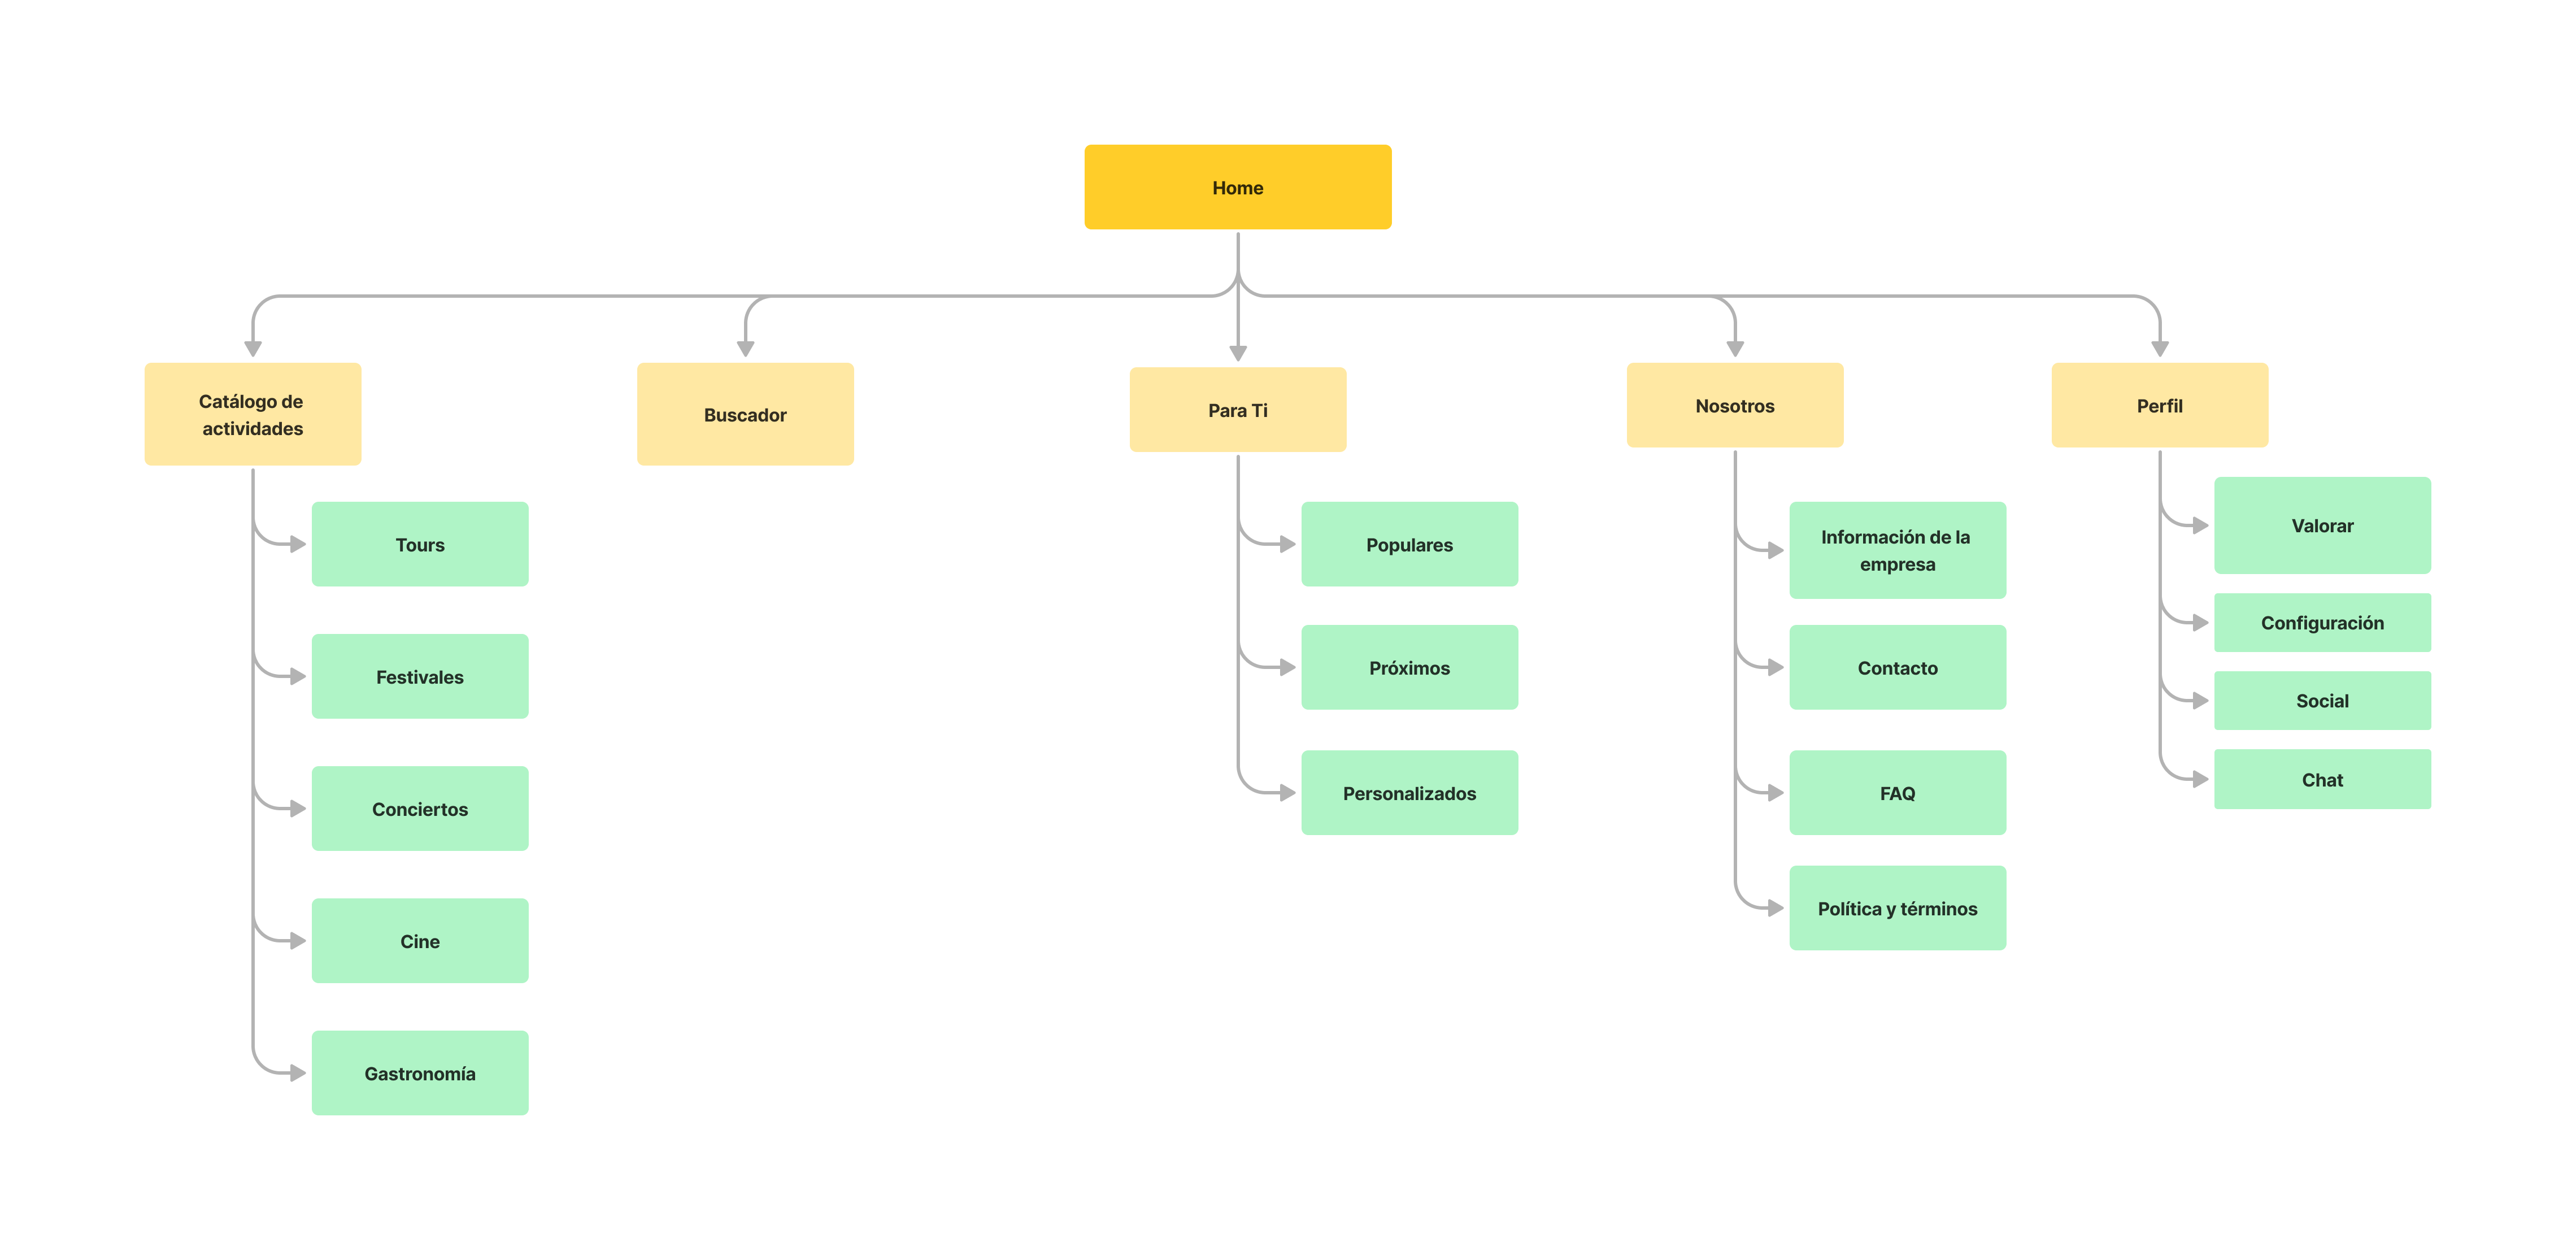 Home
Catálogo de
actividades
Buscador
Para Ti
Nosotros
Perfil
Tours
Festivales
Conciertos
Cine
Gastronomía
Populares
Próximos
Personalizados
Información de la
empresa
Contacto
FAQ
Política y términos
Valorar
Configuración
Social
Chat